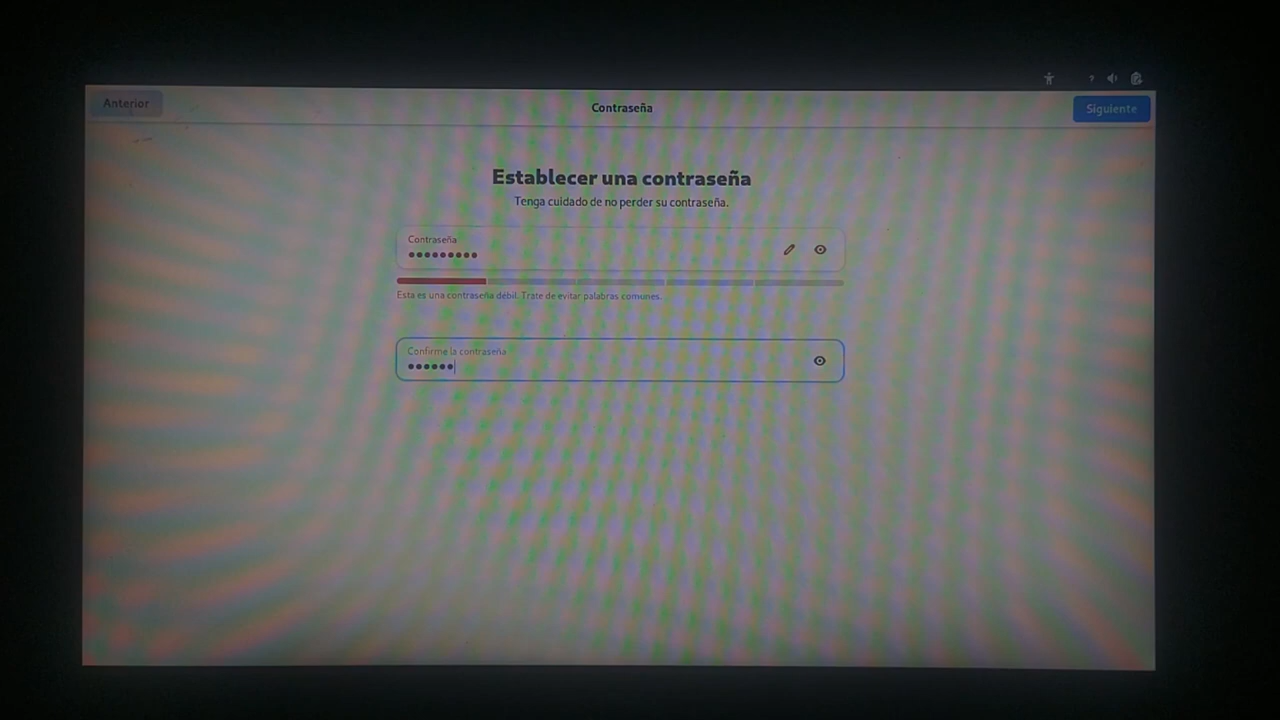 Anterior
Contraseña
Siguiente
Establecer una contraseña
Tenga cuidado de no perder su contraseña.
Contraseña
•••••••••
Esta es una contraseña débil. Trate de evitar palabras comunes.
Confirme la contraseña
••••••